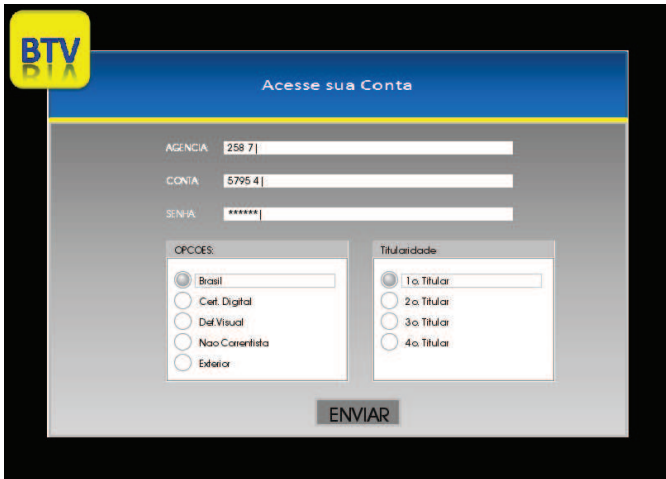 BTV
Acesse sua Conta
AGENCIA 258 7|
CONTA 5795 4|
SENHA ******|
OPCOES:
Brasil
Cert. Digital
Def.Visual
Nao Correntista
Exterior
Titularidade
1o. Titular
2o. Titular
3o. Titular
4o. Titular
ENVIAR